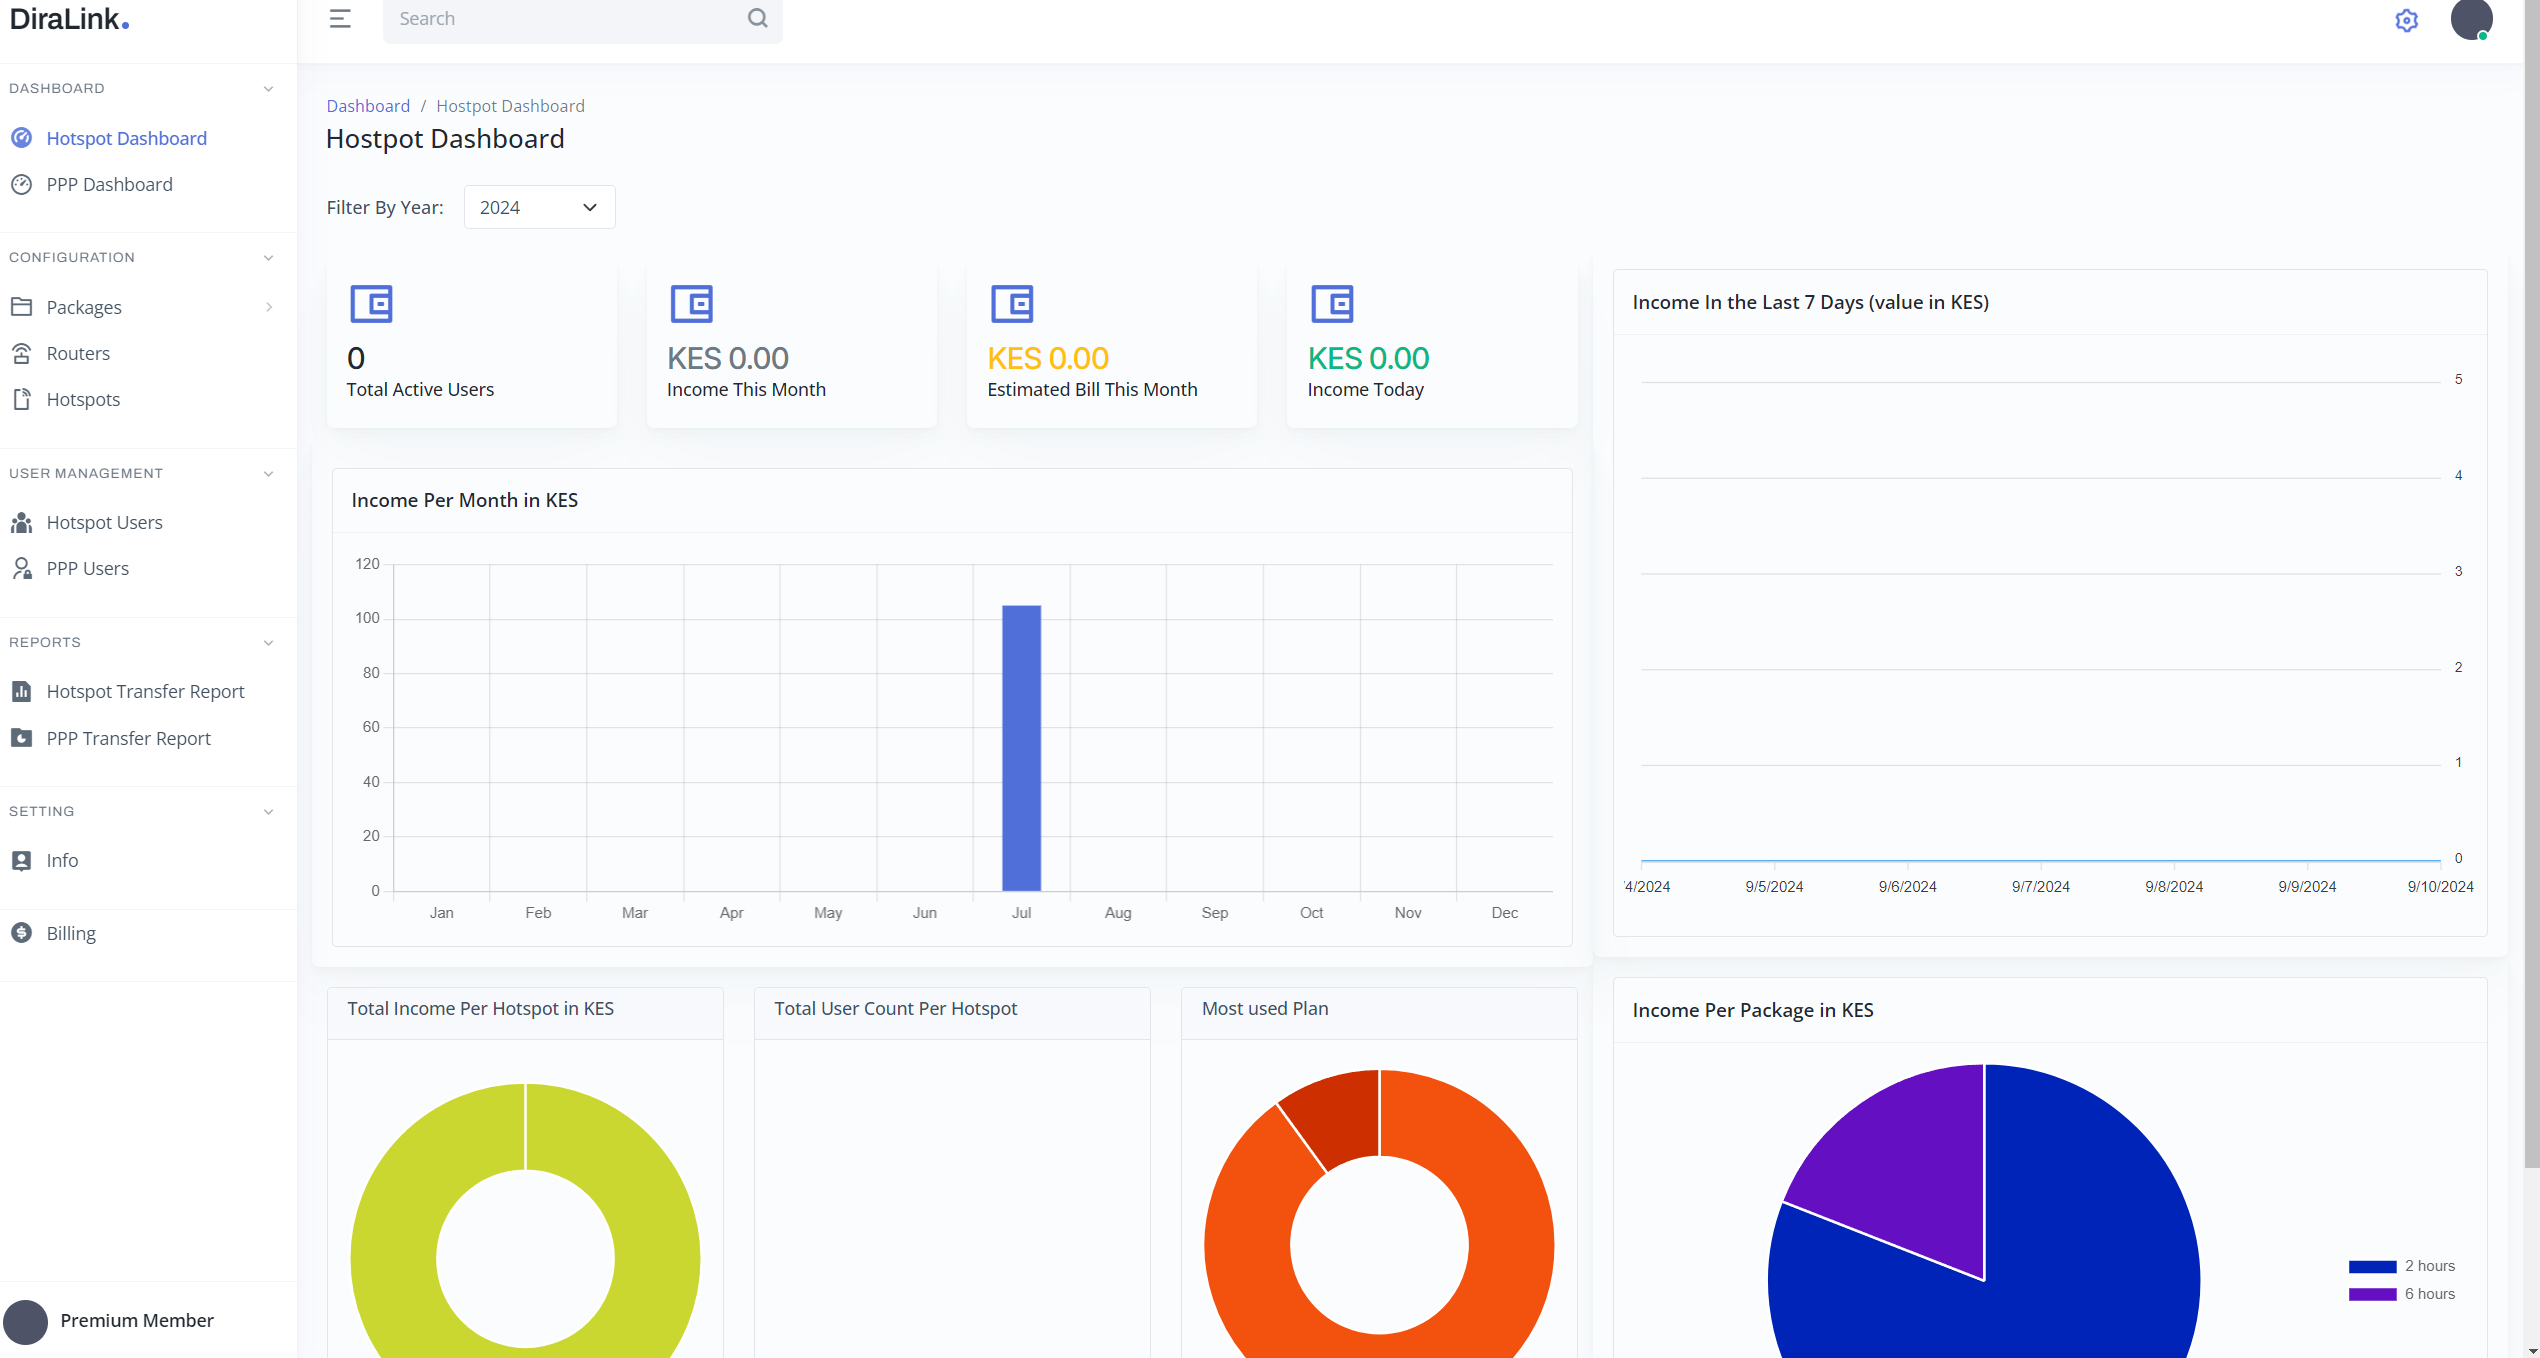 DiraLink.
Search
DASHBOARD
Hotspot Dashboard
PPP Dashboard
CONFIGURATION
Packages
Routers
Hotspots
USER MANAGEMENT
Hotspot Users
PPP Users
REPORTS
Hotspot Transfer Report
PPP Transfer Report
SETTING
Info
Billing
Premium Member
Dashboard / Hostpot Dashboard
Hostpot Dashboard
Filter By Year: 2024
0
Total Active Users
KES 0.00
Income This Month
KES 0.00
Estimated Bill This Month
KES 0.00
Income Today
Income Per Month in KES
120
100
80
60
40
20
0
Jan Feb Mar Apr May Jun Jul Aug Sep Oct Nov Dec
Income In the Last 7 Days (value in KES)
5
4
3
2
1
0
/4/2024 9/5/2024 9/6/2024 9/7/2024 9/8/2024 9/9/2024 9/10/2024
Total Income Per Hotspot in KES
Total User Count Per Hotspot
Most used Plan
Income Per Package in KES
2 hours
6 hours